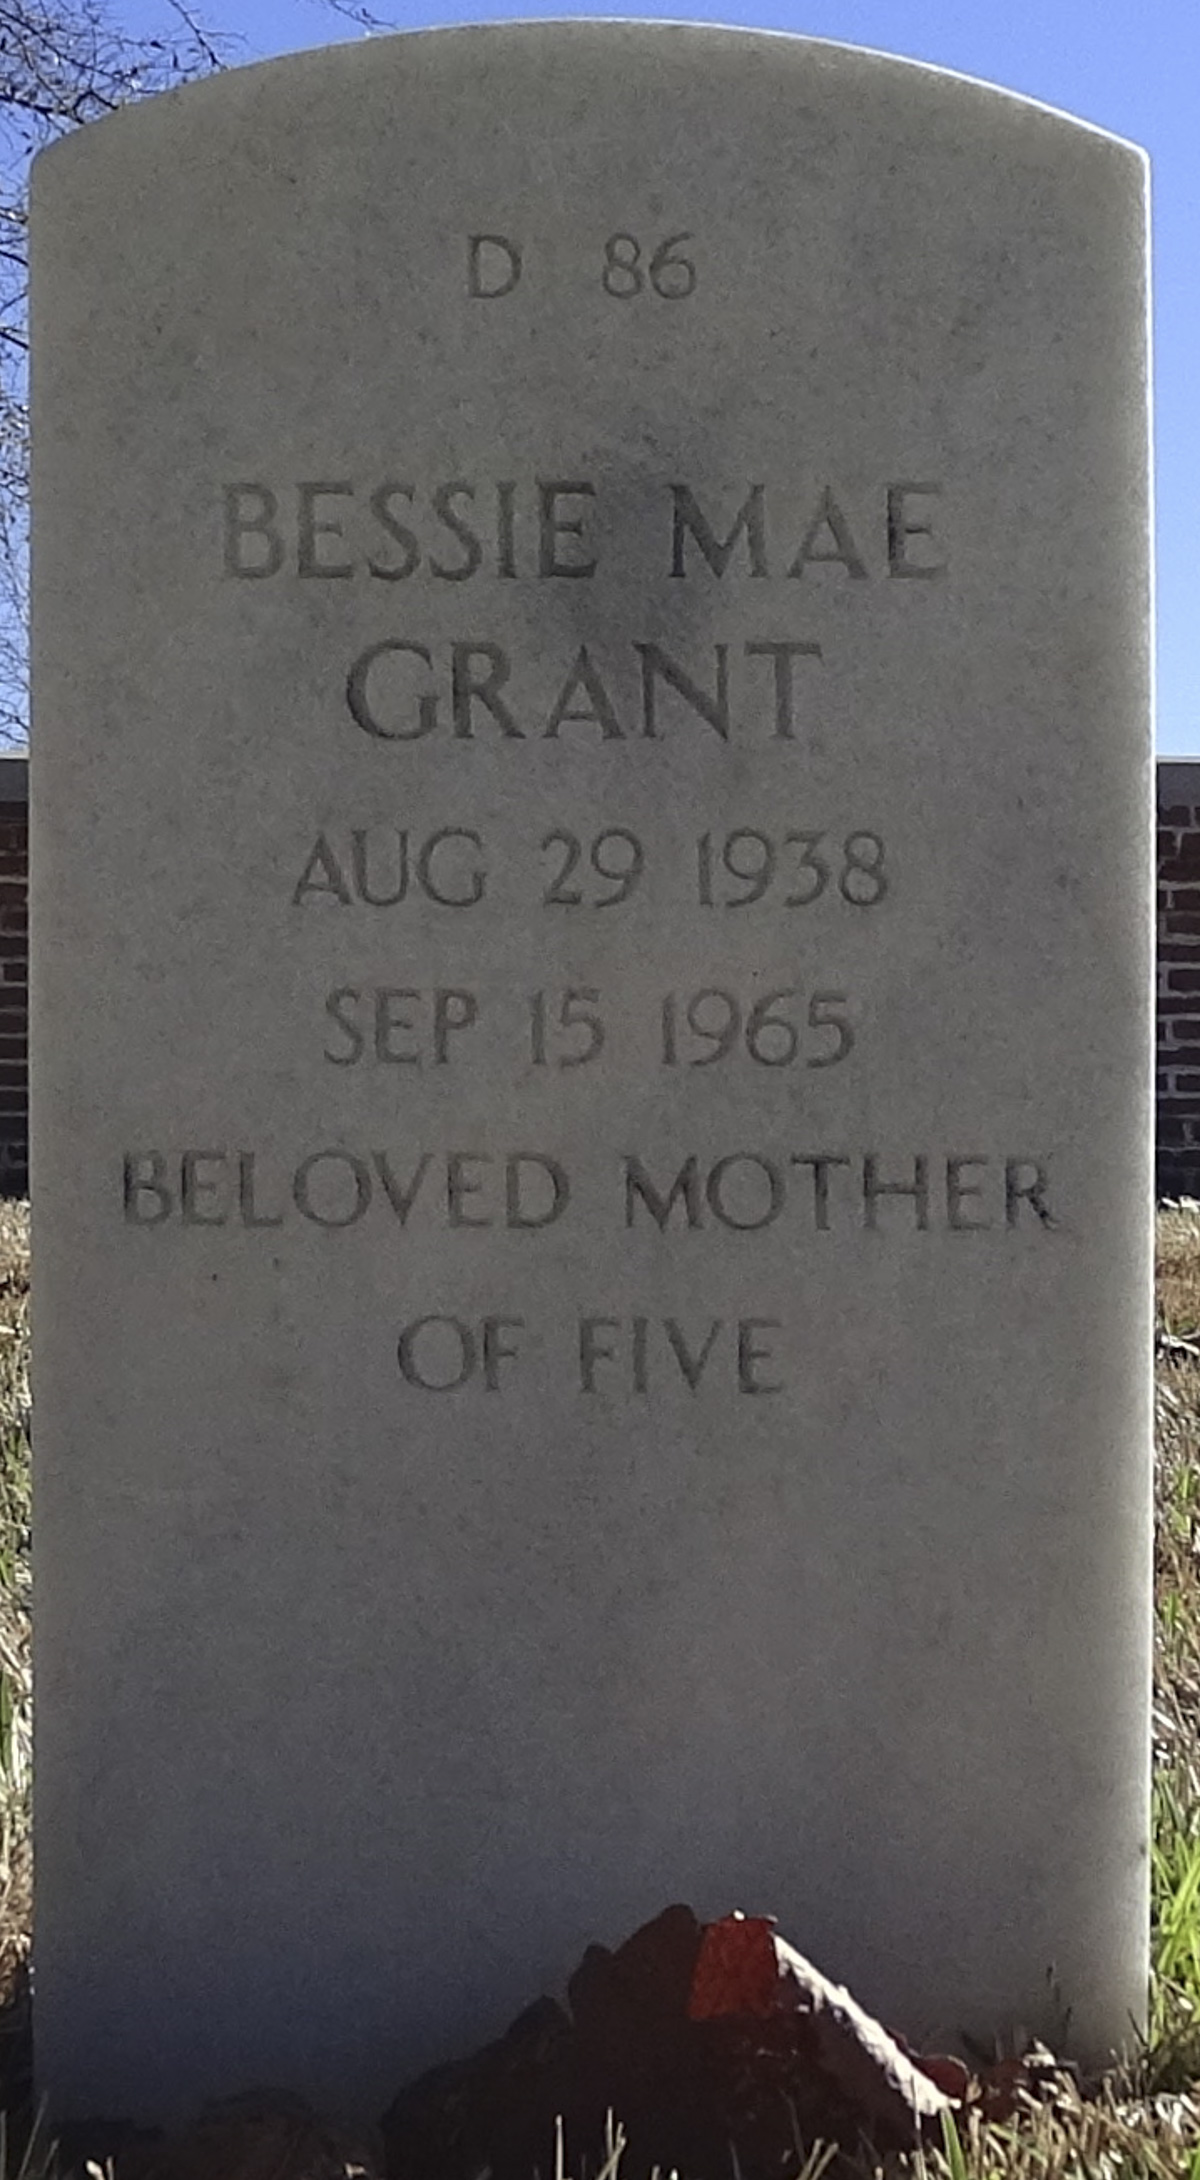 D 86
BESSIE MAE
GRANT
AUG 29 1938
SEP 15 1965
BELOVED MOTHER
OF FIVE